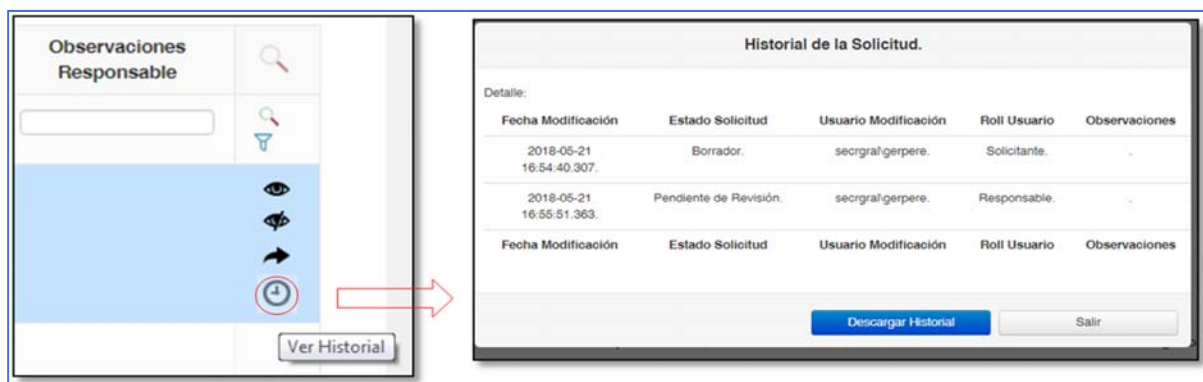 Observaciones
Responsable
Ver Historial
Historial de la Solicitud.
Detalle:
Fecha Modificación Estado Solicitud Usuario Modificación Roll Usuario Observaciones
2018-05-21 Borrador. secrgral\gerpere. Solicitante. .
16:54:40.307.
2018-05-21 Pendiente de Revisión. secrgral\gerpere. Responsable. .
16:55:51.363.
Fecha Modificación Estado Solicitud Usuario Modificación Roll Usuario Observaciones
Descargar Historial Salir